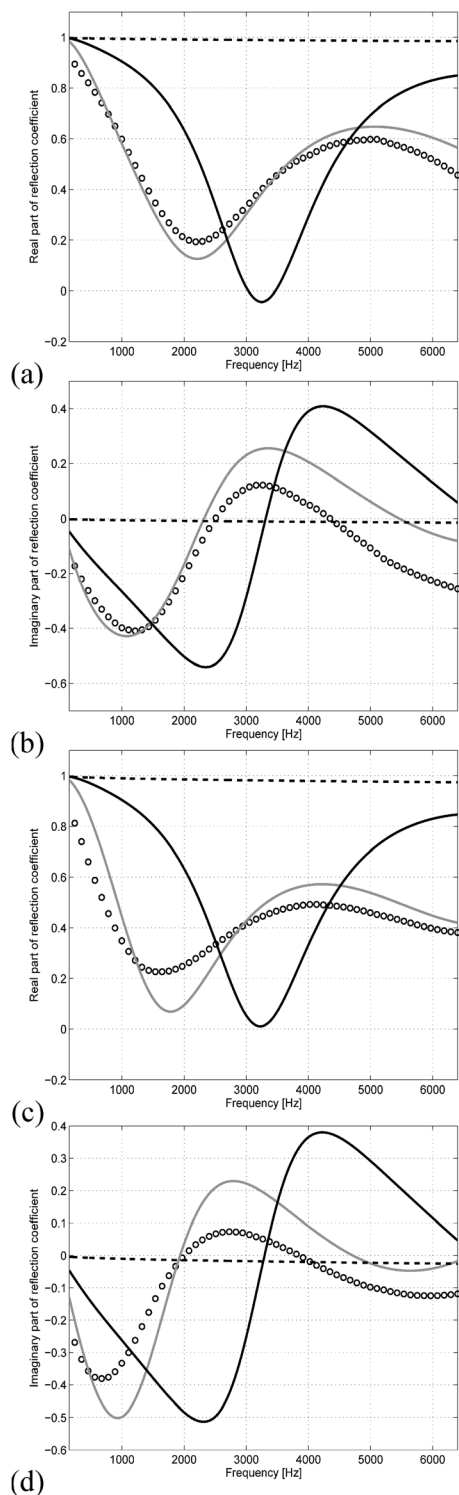 1
0.8
0.6
0.4
0.2
0
−0.2
Real part of reflection coefficient
1000 2000 3000 4000 5000 6000
Frequency [Hz]
(a)
0.4
0.2
0
−0.2
−0.4
−0.6
Imaginary part of reflection coefficient
1000 2000 3000 4000 5000 6000
Frequency [Hz]
(b)
1
0.8
0.6
0.4
0.2
0
−0.2
Real part of reflection coefficient
1000 2000 3000 4000 5000 6000
Frequency [Hz]
(c)
0.4
0.3
0.2
0.1
0
−0.1
−0.2
−0.3
−0.4
−0.5
−0.6
Imaginary part of reflection coefficient
1000 2000 3000 4000 5000 6000
Frequency [Hz]
(d)